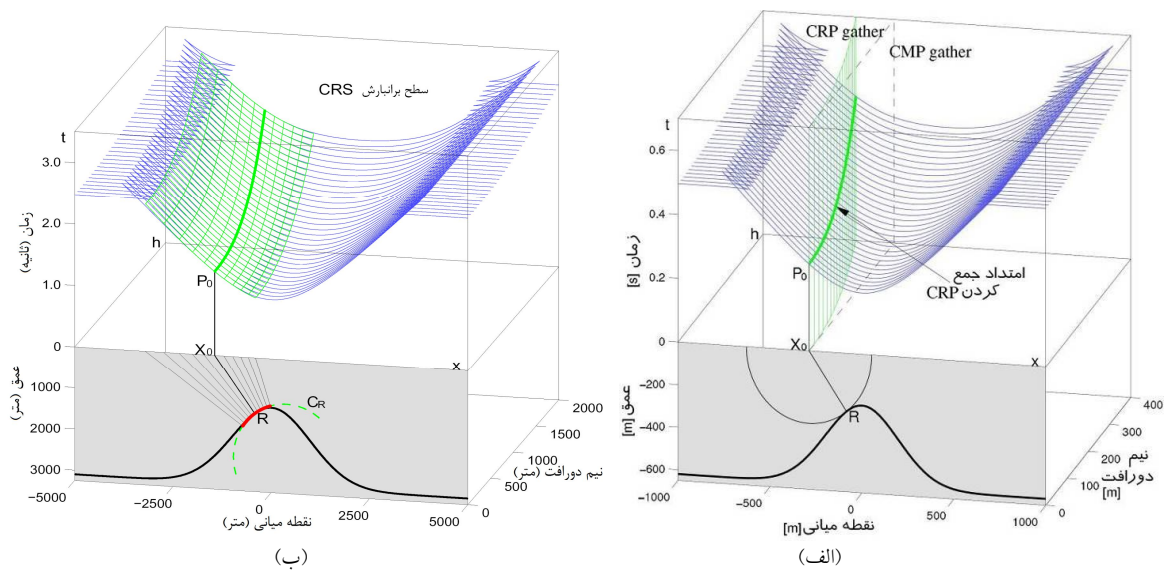 CRP gather
CMP gather
t
0.6
0.4
0.2
0
زمان [s]
h
P0
X0
x
امتداد جمع
کردن CRP
R
0
−200
−400
−600
عمق [m]
−1000
−500
0
500
1000
نقطه میانی [m]
0
100
200
300
400
نیم
دورافت
[m]
(الف)
سطح برانبارش CRS
t
3.0
2.0
1.0
0
زمان (ثانیه)
h
P0
X0
x
CR
R
1000
2000
3000
عمق (متر)
−5000
−2500
0
2500
5000
نقطه میانی (متر)
0
500
1000
1500
2000
نیم دورافت (متر)
(ب)